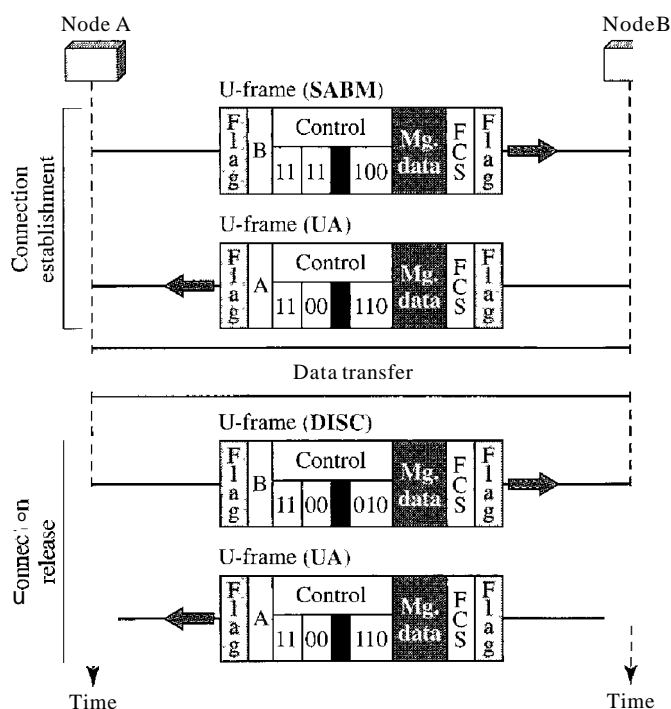 Node A
NodeB
U-frame (SABM)
Flag
B
Control
11 11 100
Mg. data
FCS
Flag
Connection establishment
U-frame (UA)
Flag
A
Control
11 00 110
Mg. data
FCS
Flag
Data transfer
U-frame (DISC)
Flag
B
Control
11 00 010
Mg. data
FCS
Flag
release
U-frame (UA)
Flag
A
Control
11 00 110
Mg. data
FCS
Flag
Time
Time